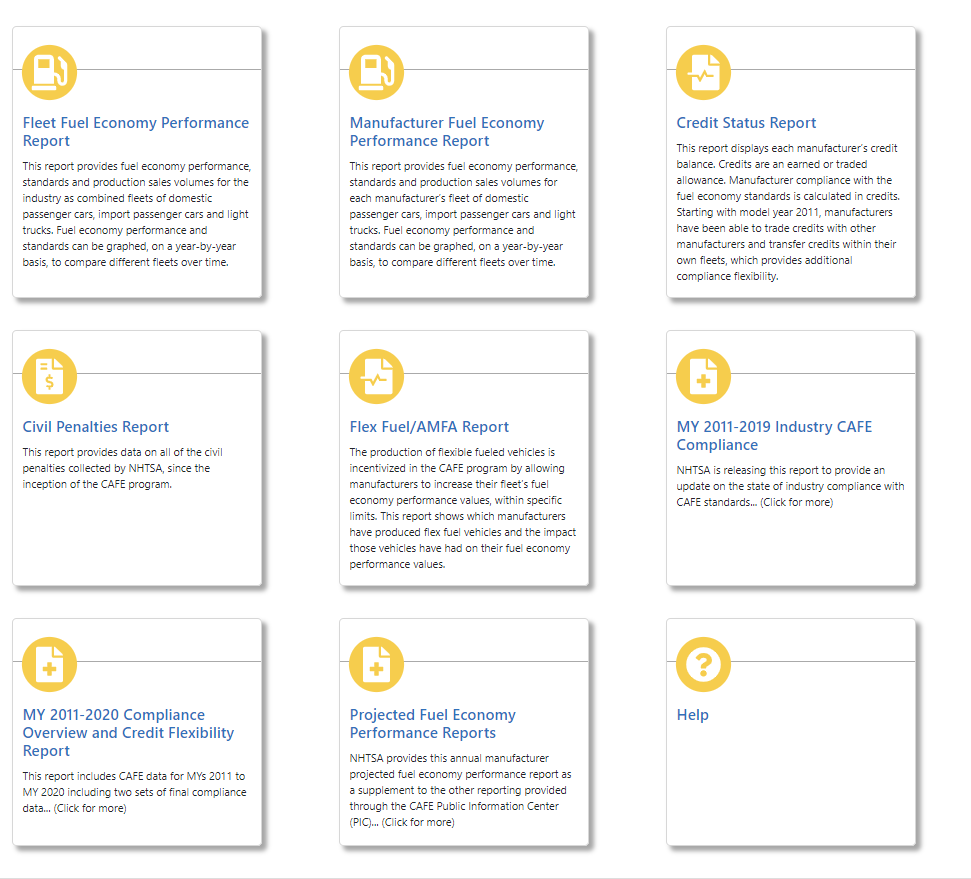 Fleet Fuel Economy Performance
Report
This report provides fuel economy performance,
standards and production sales volumes for the
industry as combined fleets of domestic
passenger cars, import passenger cars and light
trucks. Fuel economy performance and
standards can be graphed, on a year-by-year
basis, to compare different fleets over time.
Manufacturer Fuel Economy
Performance Report
This report provides fuel economy performance,
standards and production sales volumes for
each manufacturer's fleet of domestic
passenger cars, import passenger cars and light
trucks. Fuel economy performance and
standards can be graphed, on a year-by-year
basis, to compare different fleets over time.
Credit Status Report
This report displays each manufacturer's credit
balance. Credits are an earned or traded
allowance. Manufacturer compliance with the
fuel economy standards is calculated in credits.
Starting with model year 2011, manufacturers
have been able to trade credits with other
manufacturers and transfer credits within their
own fleets, which provides additional
compliance flexibility.
$
Civil Penalties Report
This report provides data on all of the civil
penalties collected by NHTSA, since the
inception of the CAFE program.
Flex Fuel/AMFA Report
The production of flexible fueled vehicles is
incentivized in the CAFE program by allowing
manufacturers to increase their fleet's fuel
economy performance values, within specific
limits. This report shows which manufacturers
have produced flex fuel vehicles and the impact
those vehicles have had on their fuel economy
performance values.
MY 2011-2019 Industry CAFE
Compliance
NHTSA is releasing this report to provide an
update on the state of industry compliance with
CAFE standards... (Click for more)
MY 2011-2020 Compliance
Overview and Credit Flexibility
Report
This report includes CAFE data for MYs 2011 to
MY 2020 including two sets of final compliance
data... (Click for more)
Projected Fuel Economy
Performance Reports
NHTSA provides this annual manufacturer
projected fuel economy performance report as
a supplement to the other reporting provided
through the CAFE Public Information Center
(PIC)... (Click for more)
?
Help